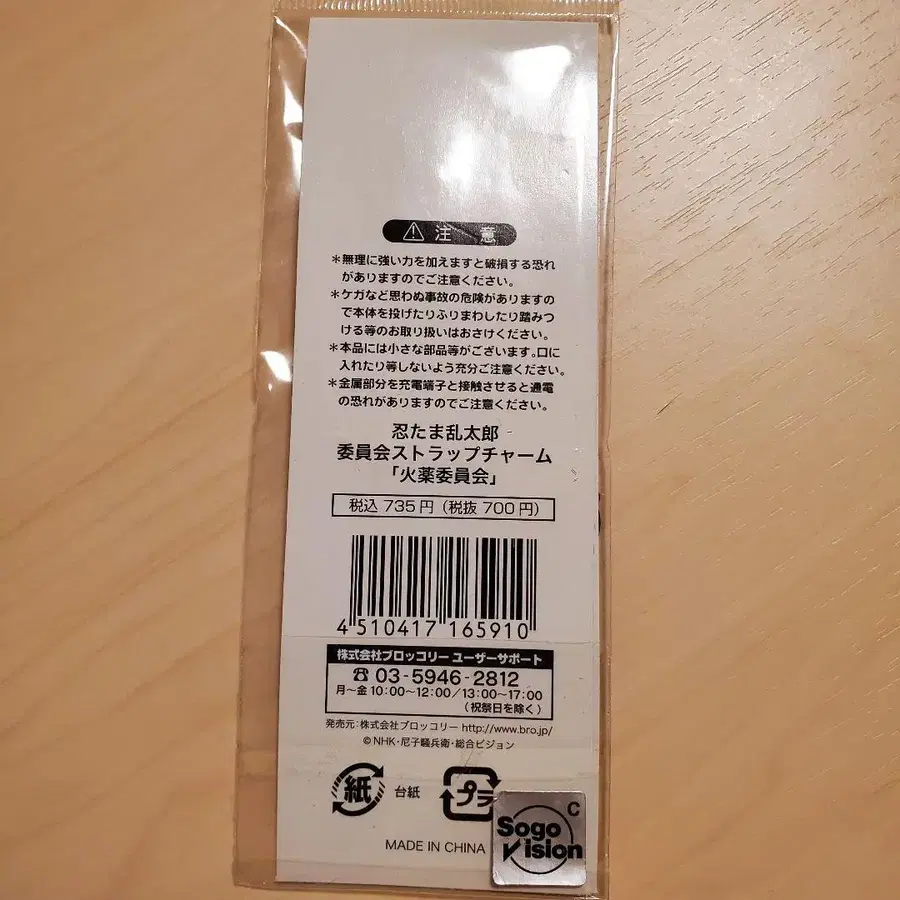 ⚠ 注 意
＊無理に強い力を加えますと破損する恐れ
がありますのでご注意ください。
＊ケガなど思わぬ事故の危険がありますの
で本体を投げたりふりまわしたり踏みつ
ける等のお取り扱いはおさけください。
＊本品には小さな部品等がございます。口に
入れたり等しないよう充分ご注意ください。
＊金属部分を充電端子と接触させると通電
の恐れがありますのでご注意ください。
忍たま乱太郎
委員会ストラップチャーム
「火薬委員会」
税込 735円（税抜 700円）
4 510417 165910
株式会社ブロッコリー ユーザーサポート
☎ 03-5946-2812
月〜金 10:00〜12:00／13:00〜17:00
（祝祭日を除く）
発売元：株式会社ブロッコリー http://www.bro.jp/
©NHK・尼子騒兵衛・総合ビジョン
紙 台紙 プラ
MADE IN CHINA
C
Sogo
Vision